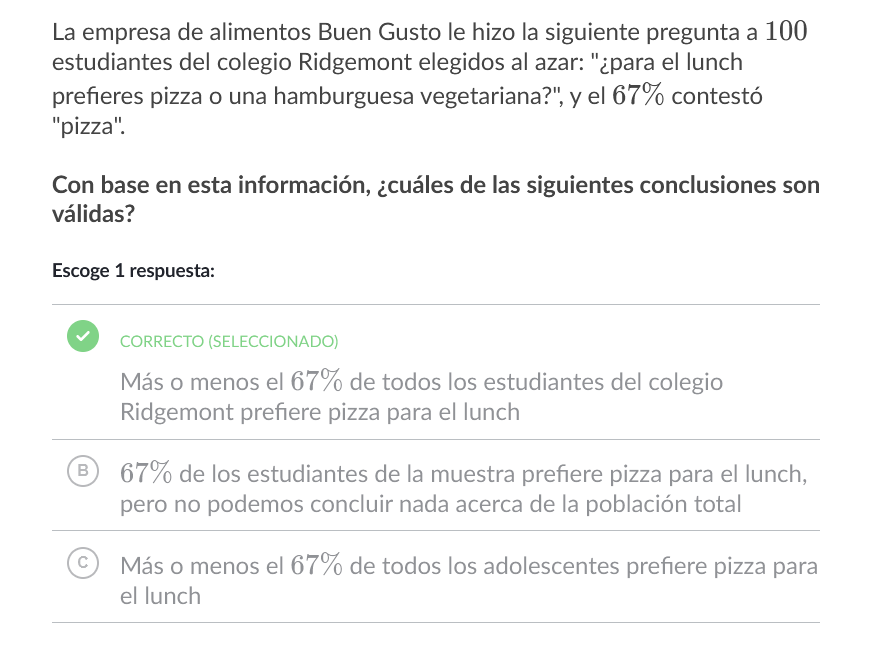 La empresa de alimentos Buen Gusto le hizo la siguiente pregunta a 100
estudiantes del colegio Ridgemont elegidos al azar: "¿para el lunch
prefieres pizza o una hamburguesa vegetariana?", y el 67% contestó
"pizza".
Con base en esta información, ¿cuáles de las siguientes conclusiones son
válidas?
Escoge 1 respuesta:
CORRECTO (SELECCIONADO)
Más o menos el 67% de todos los estudiantes del colegio
Ridgemont prefiere pizza para el lunch
B 67% de los estudiantes de la muestra prefiere pizza para el lunch,
pero no podemos concluir nada acerca de la población total
C Más o menos el 67% de todos los adolescentes prefiere pizza para
el lunch